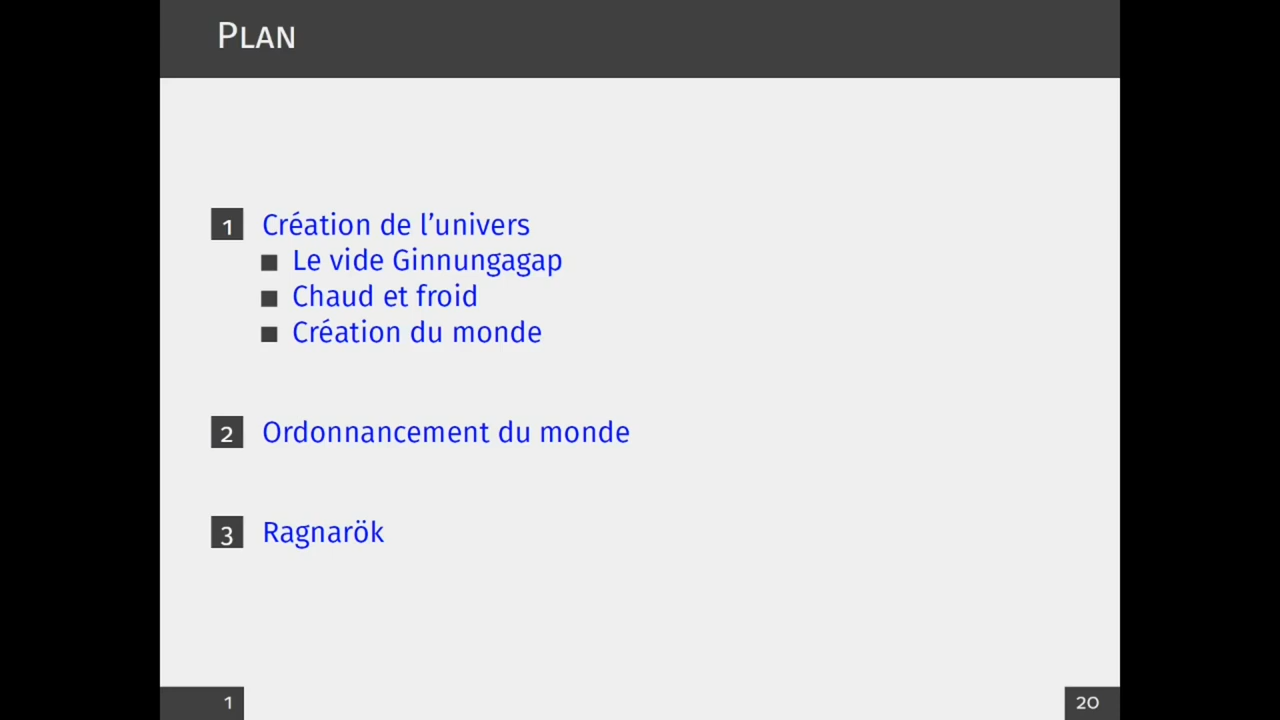 Plan
1 Création de l’univers
Le vide Ginnungagap
Chaud et froid
Création du monde
2 Ordonnancement du monde
3 Ragnarök
1
20